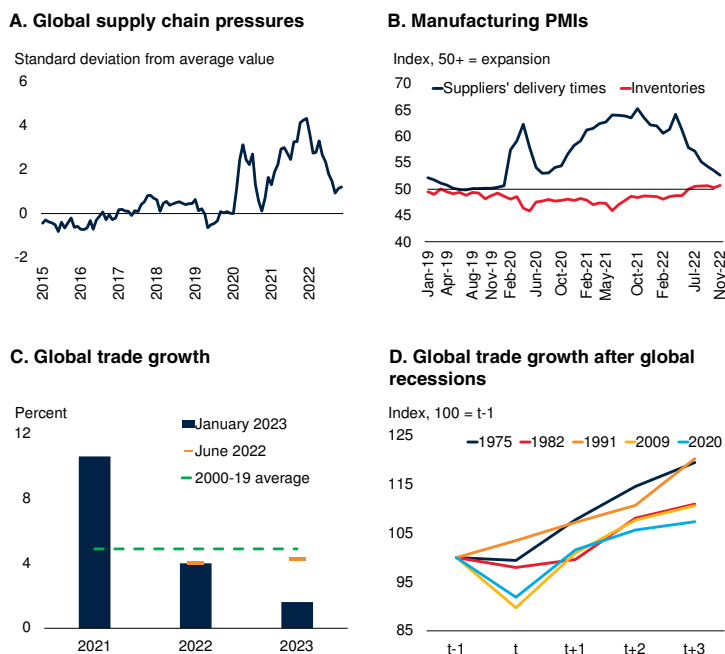 A. Global supply chain pressures
Standard deviation from average value
6
4
2
0
-2
2015
2016
2017
2018
2019
2020
2021
2022
B. Manufacturing PMIs
Index, 50+ = expansion
70
Suppliers' delivery times
Inventories
65
60
55
50
45
40
Jan-19
Apr-19
Aug-19
Nov-19
Feb-20
Jun-20
Oct-20
Feb-21
May-21
Oct-21
Feb-22
Jul-22
Nov-22
C. Global trade growth
Percent
January 2023
June 2022
2000-19 average
12
8
4
0
2021
2022
2023
D. Global trade growth after global
recessions
Index, 100 = t-1
125
1975
1982
1991
2009
2020
115
105
95
85
t-1
t
t+1
t+2
t+3